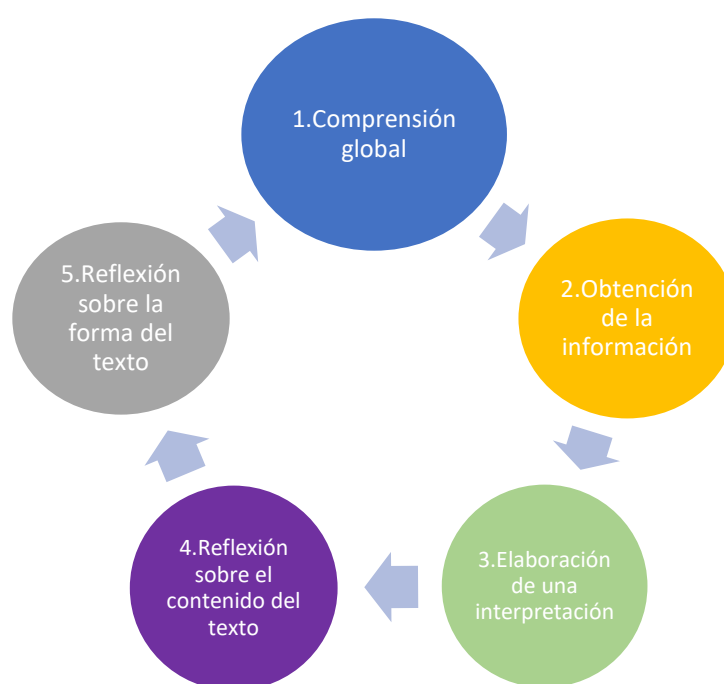 1.Comprensión
global
2.Obtención
de la
información
3.Elaboración
de una
interpretación
4.Reflexión
sobre el
contenido del
texto
5.Reflexión
sobre la
forma del
texto